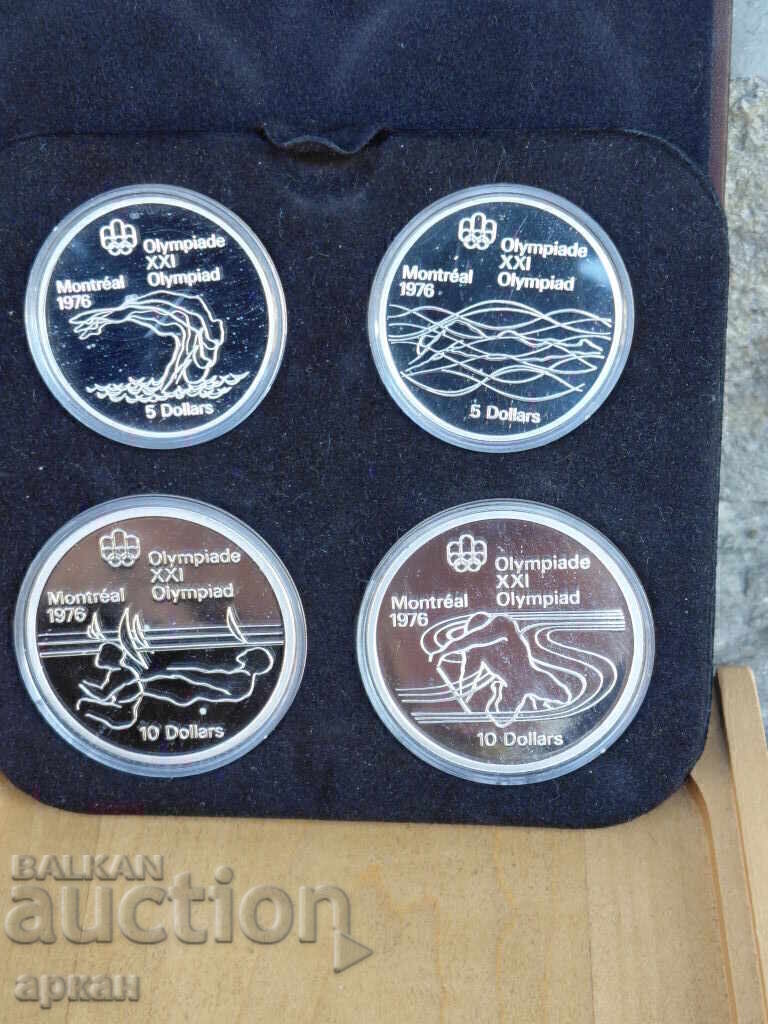 Olympiade
XXI
Montréal Olympiad
1976
5 Dollars
Olympiade
XXI
Montréal Olympiad
1976
5 Dollars
Olympiade
XXI
Montréal Olympiad
1976
10 Dollars
Olympiade
XXI
Montréal Olympiad
1976
10 Dollars
BALKAN
auction
аркан